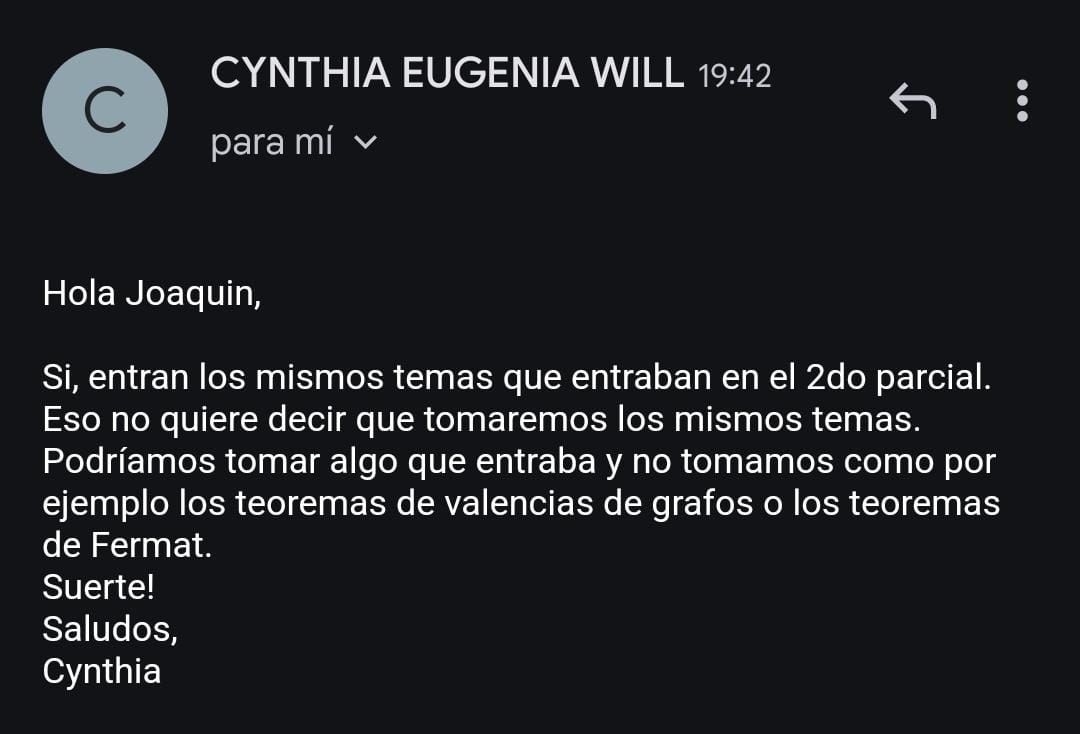 C
CYNTHIA EUGENIA WILL 19:42
para mí
Hola Joaquin,
Si, entran los mismos temas que entraban en el 2do parcial.
Eso no quiere decir que tomaremos los mismos temas.
Podríamos tomar algo que entraba y no tomamos como por
ejemplo los teoremas de valencias de grafos o los teoremas
de Fermat.
Suerte!
Saludos,
Cynthia